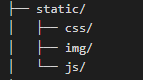 ├── static/
│   ├── css/
│   ├── img/
│   └── js/